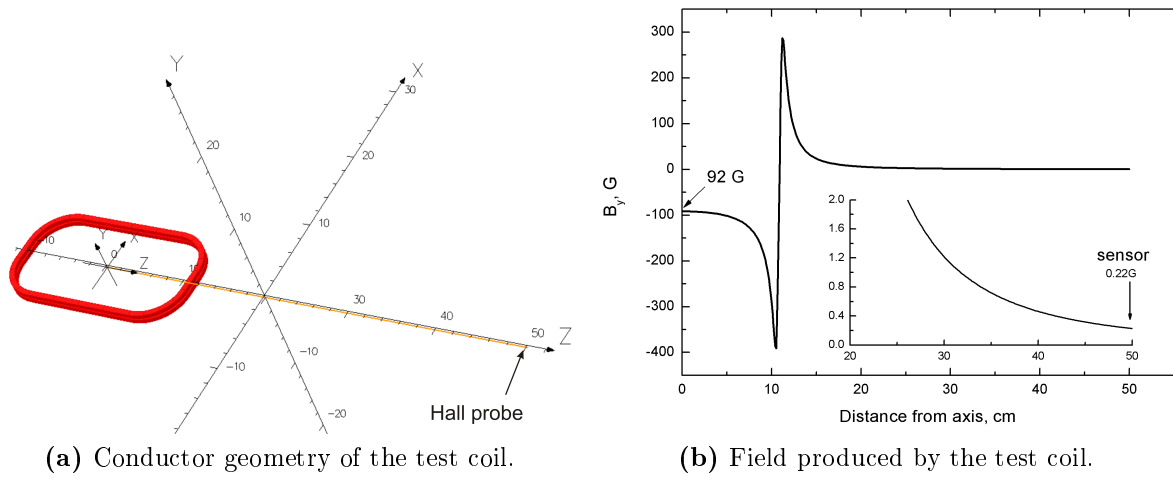 Y
X
30
20
20
10
10
-10
Y
X
0
Z
10
30
40
50
Z
-10
-10
-20
Hall probe
(a) Conductor geometry of the test coil.
300
200
100
0
-100
-200
-300
-400
By, G
92 G
2.0
1.6
1.2
0.8
0.4
0.0
20 30 40 50
sensor
0.22G
0 10 20 30 40 50
Distance from axis, cm
(b) Field produced by the test coil.